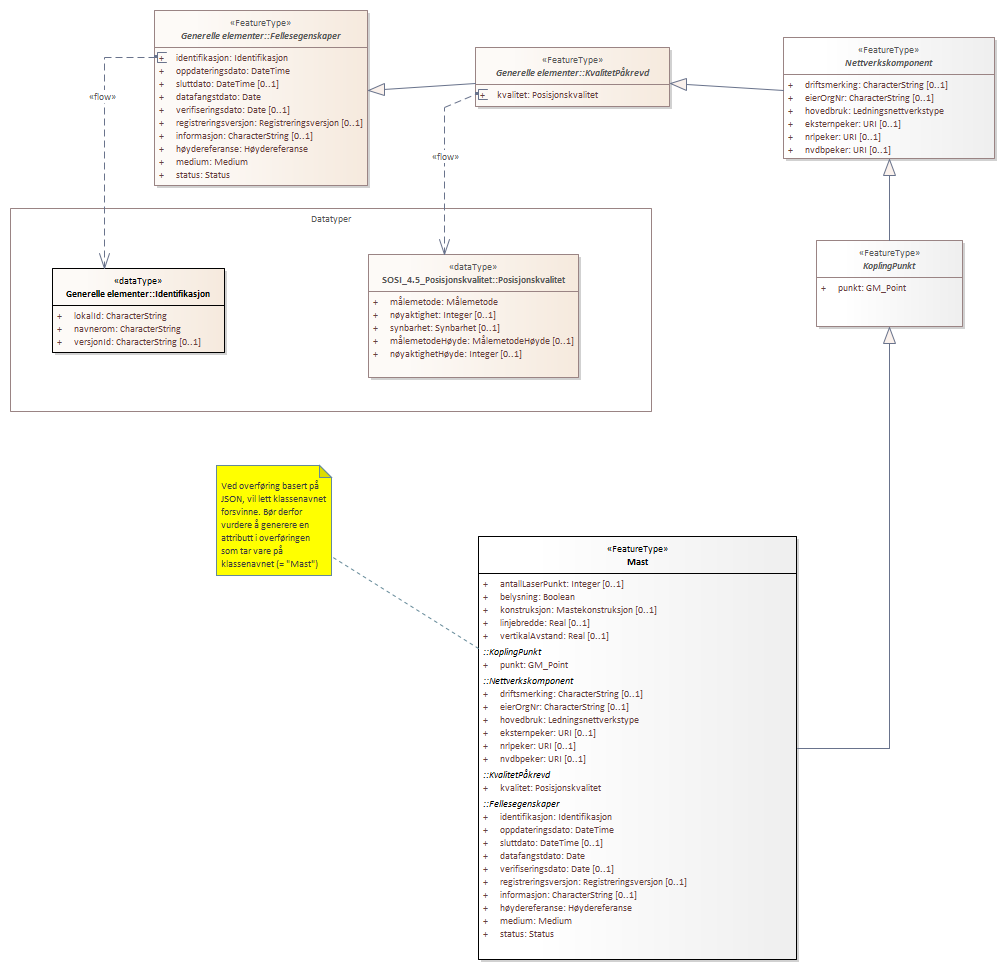 «FeatureType»
Generelle elementer::Fellesegenskaper
+ identifikasjon: Identifikasjon
+ oppdateringsdato: DateTime
+ sluttdato: DateTime [0..1]
+ datafangstdato: Date
+ verifiseringsdato: Date [0..1]
+ registreringsversjon: Registreringsversjon [0..1]
+ informasjon: CharacterString [0..1]
+ høydereferanse: Høydereferanse
+ medium: Medium
+ status: Status
«FeatureType»
Generelle elementer::KvalitetPåkrevd
+ kvalitet: Posisjonskvalitet
«FeatureType»
Nettverkskomponent
+ driftsmerking: CharacterString [0..1]
+ eierOrgNr: CharacterString [0..1]
+ hovedbruk: Ledningsnettverkstype
+ eksternpeker: URI [0..1]
+ nrlpeker: URI [0..1]
+ nvdbpeker: URI [0..1]
«flow»
«flow»
Datatyper
«dataType»
Generelle elementer::Identifikasjon
+ lokalId: CharacterString
+ navnerom: CharacterString
+ versjonId: CharacterString [0..1]
«dataType»
SOSI_4.5_Posisjonskvalitet::Posisjonskvalitet
+ målemetode: Målemetode
+ nøyaktighet: Integer [0..1]
+ synbarhet: Synbarhet [0..1]
+ målemetodeHøyde: MålemetodeHøyde [0..1]
+ nøyaktighetHøyde: Integer [0..1]
«FeatureType»
KoplingPunkt
+ punkt: GM_Point
Ved overføring basert på
JSON, vil lett klassenavnet
forsvinne. Bør derfor
vurdere å generere en
attributt i overføringen
som tar vare på
klassenavnet (= "Mast")
«FeatureType»
Mast
+ antallLaserPunkt: Integer [0..1]
+ belysning: Boolean
+ konstruksjon: Mastekonstruksjon [0..1]
+ linjebredde: Real [0..1]
+ vertikalAvstand: Real [0..1]
::KoplingPunkt
+ punkt: GM_Point
::Nettverkskomponent
+ driftsmerking: CharacterString [0..1]
+ eierOrgNr: CharacterString [0..1]
+ hovedbruk: Ledningsnettverkstype
+ eksternpeker: URI [0..1]
+ nrlpeker: URI [0..1]
+ nvdbpeker: URI [0..1]
::KvalitetPåkrevd
+ kvalitet: Posisjonskvalitet
::Fellesegenskaper
+ identifikasjon: Identifikasjon
+ oppdateringsdato: DateTime
+ sluttdato: DateTime [0..1]
+ datafangstdato: Date
+ verifiseringsdato: Date [0..1]
+ registreringsversjon: Registreringsversjon [0..1]
+ informasjon: CharacterString [0..1]
+ høydereferanse: Høydereferanse
+ medium: Medium
+ status: Status